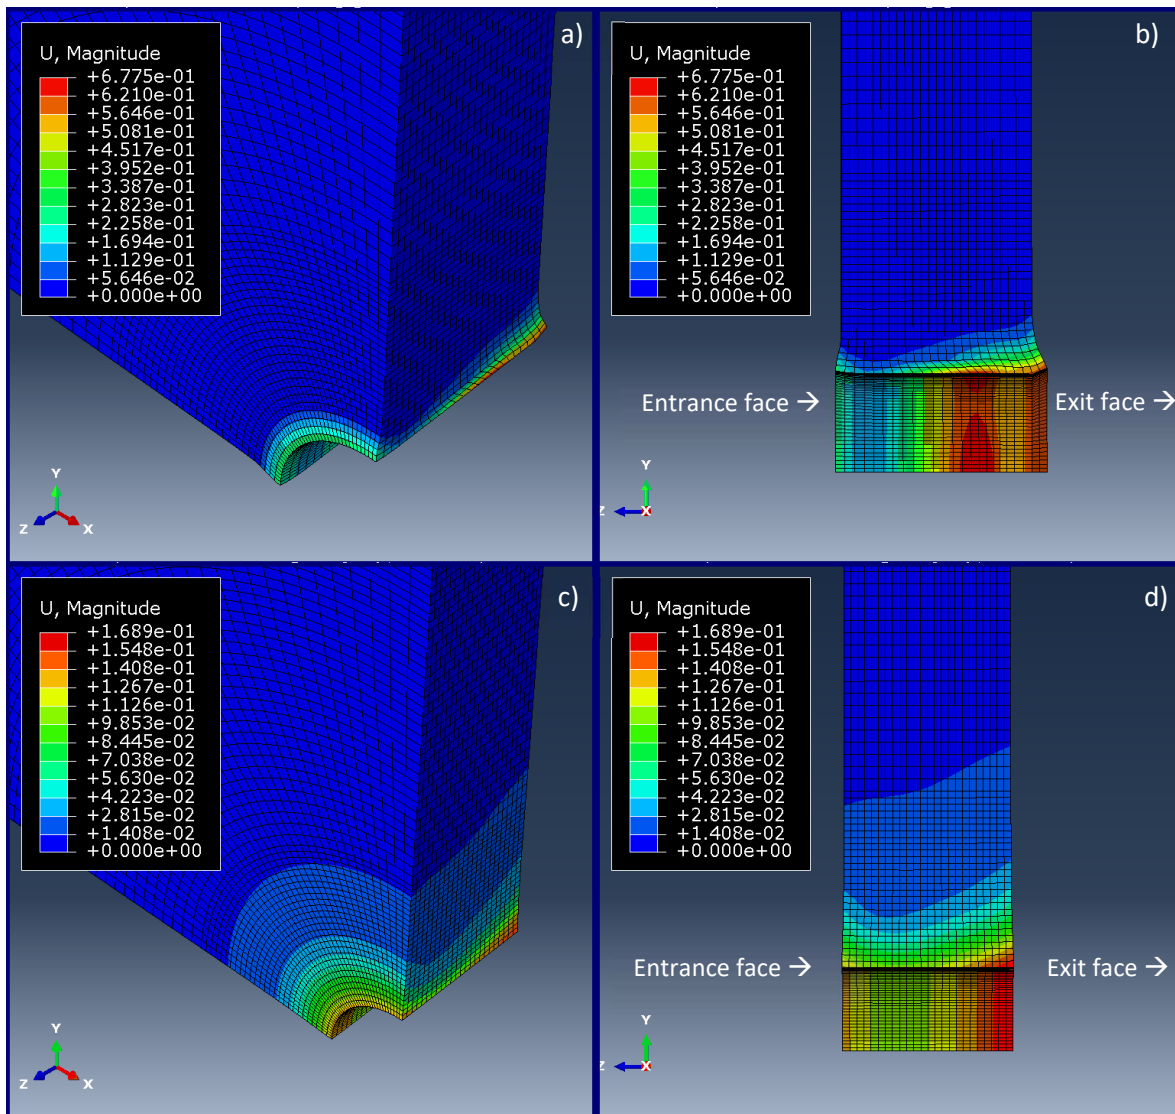 a)
U, Magnitude
+6.775e-01
+6.210e-01
+5.646e-01
+5.081e-01
+4.517e-01
+3.952e-01
+3.387e-01
+2.823e-01
+2.258e-01
+1.694e-01
+1.129e-01
+5.646e-02
+0.000e+00
Y
Z
X
b)
U, Magnitude
+6.775e-01
+6.210e-01
+5.646e-01
+5.081e-01
+4.517e-01
+3.952e-01
+3.387e-01
+2.823e-01
+2.258e-01
+1.694e-01
+1.129e-01
+5.646e-02
+0.000e+00
Entrance face →
Exit face →
Y
Z
X
c)
U, Magnitude
+1.689e-01
+1.548e-01
+1.408e-01
+1.267e-01
+1.126e-01
+9.853e-02
+8.445e-02
+7.038e-02
+5.630e-02
+4.223e-02
+2.815e-02
+1.408e-02
+0.000e+00
Y
Z
X
d)
U, Magnitude
+1.689e-01
+1.548e-01
+1.408e-01
+1.267e-01
+1.126e-01
+9.853e-02
+8.445e-02
+7.038e-02
+5.630e-02
+4.223e-02
+2.815e-02
+1.408e-02
+0.000e+00
Entrance face →
Exit face →
Y
Z
X